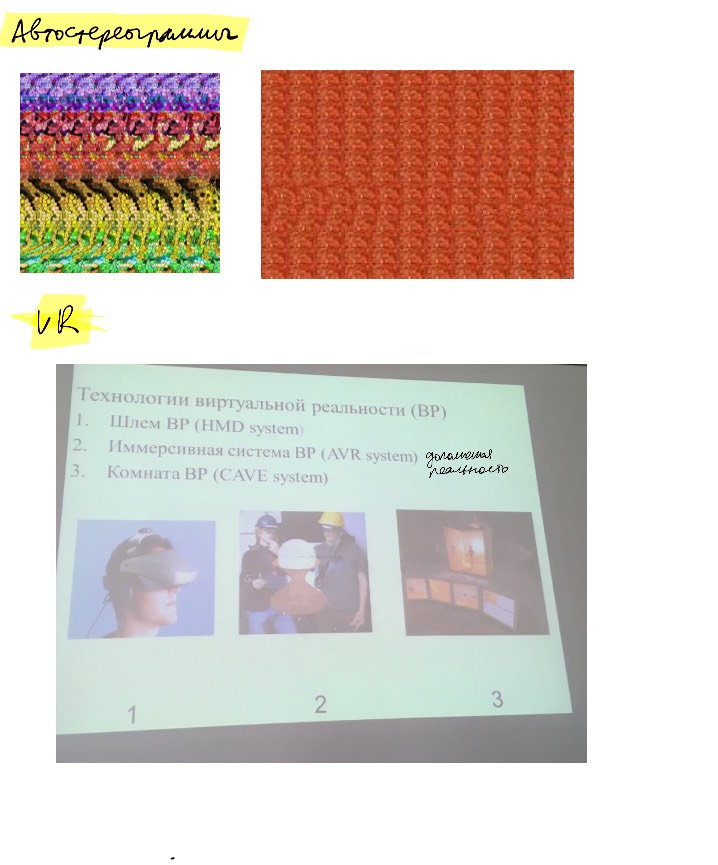 Автостереограммы
VR
Технологии виртуальной реальности (ВР)
1. Шлем ВР (HMD system)
2. Иммерсивная система ВР (AVR system) дополненная
реальность
3. Комната ВР (CAVE system)
1 2 3